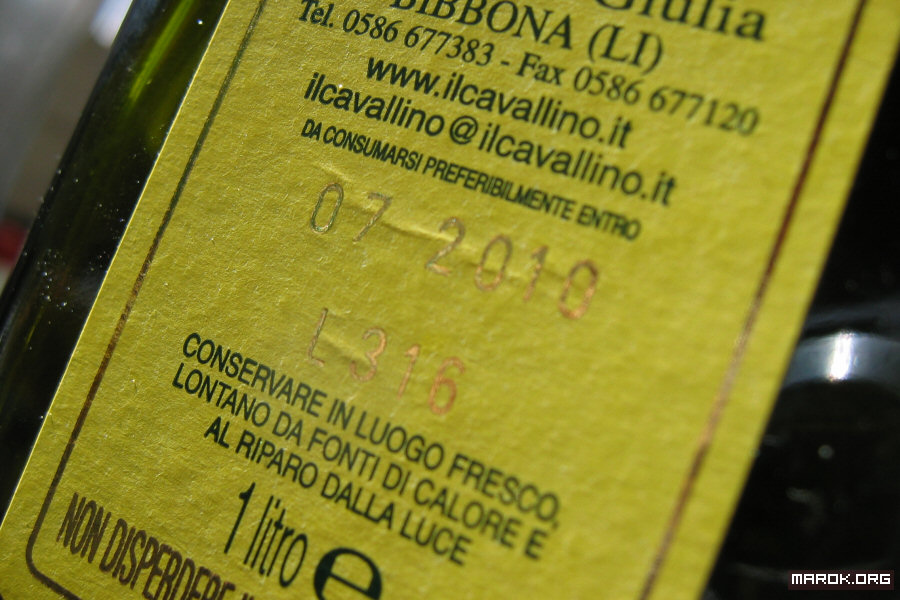 Giulia
BIBBONA (LI)
Tel. 0586 677383 - Fax 0586 677120
www.ilcavallino.it
ilcavallino@ilcavallino.it
DA CONSUMARSI PREFERIBILMENTE ENTRO
07 2010
L 316
CONSERVARE IN LUOGO FRESCO,
LONTANO DA FONTI DI CALORE E
AL RIPARO DALLA LUCE
1 litro e
NON DISPERDERE
MAROK.ORG